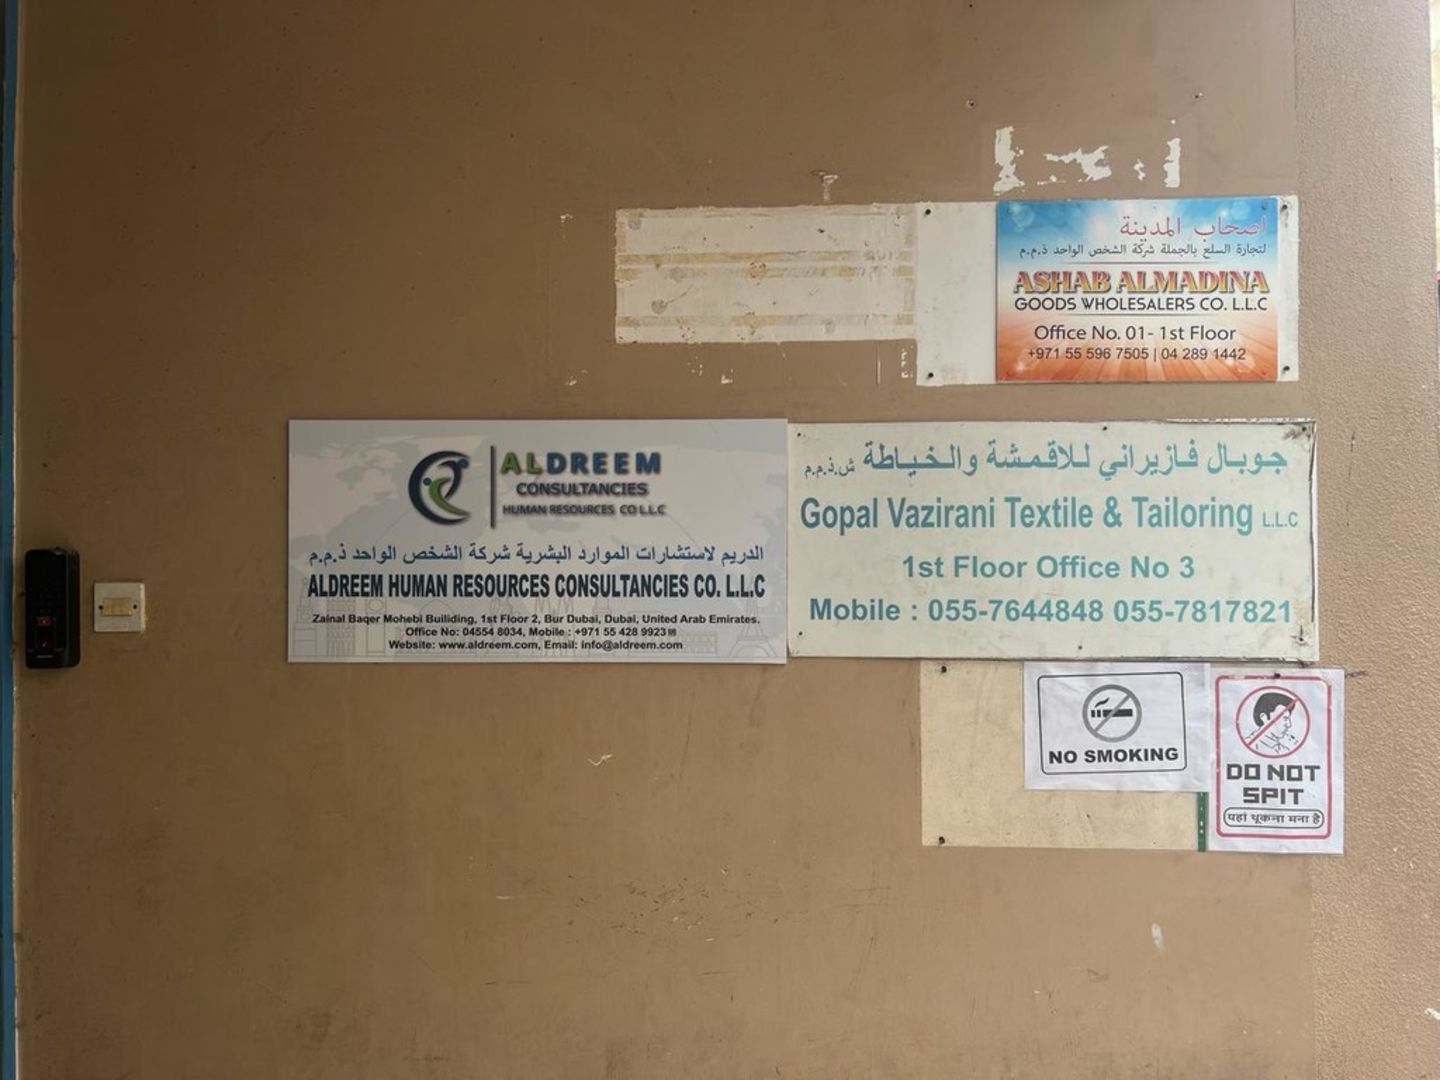 اصحاب المدينة
لتجارة السلع بالجملة شركة الشخص الواحد ذ.م.م
ASHAB ALMADINA
GOODS WHOLESALERS CO. L.L.C
Office No. 01- 1st Floor
+971 55 596 7505 | 04 289 1442
ALDREEM
CONSULTANCIES
HUMAN RESOURCES CO L.L.C
الدريم لاستشارات الموارد البشرية شركة الشخص الواحد ذ.م.م
ALDREEM HUMAN RESOURCES CONSULTANCIES CO. L.L.C
Zainal Baqer Mohebi Builiding, 1st Floor 2, Bur Dubai, Dubai, United Arab Emirates.
Office No: 04554 8034, Mobile : +971 55 428 9923
Website: www.aldreem.com, Email: info@aldreem.com
جوبال فازيراني للاقمشة والخياطة ش.ذ.م.م
Gopal Vazirani Textile & Tailoring L.L.C
1st Floor Office No 3
Mobile : 055-7644848 055-7817821
NO SMOKING
DO NOT
SPIT
यहां थूकना मना है